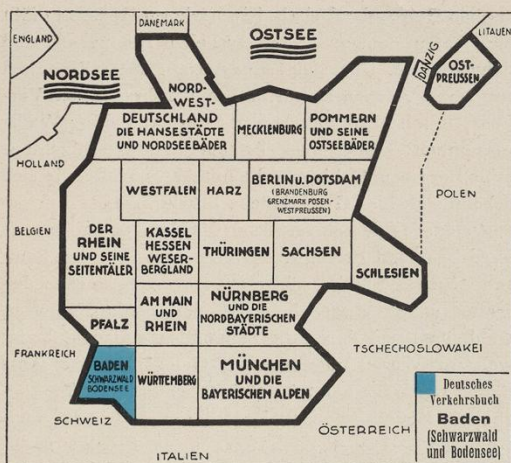 DÄNEMARK
OSTSEE
LITAUEN
ENGLAND
DANZIG
OST-
PREUSSEN
NORDSEE
NORD-
WEST-
DEUTSCHLAND
DIE HANSESTÄDTE
UND NORDSEEBÄDER
MECKLENBURG
POMMERN
UND SEINE
OSTSEEBÄDER
HOLLAND
WESTFALEN
HARZ
BERLIN u. POTSDAM
(BRANDENBURG
GRENZMARK POSEN-
WESTPREUSSEN)
POLEN
BELGIEN
DER
RHEIN
UND SEINE
SEITENTÄLER
KASSEL
HESSEN
WESER-
BERGLAND
THÜRINGEN
SACHSEN
SCHLESIEN
AM MAIN
UND
RHEIN
NÜRNBERG
UND DIE
NORDBAYERISCHEN
STÄDTE
PFALZ
FRANKREICH
BADEN
SCHWARZWALD
BODENSEE
WÜRTTEMBERG
MÜNCHEN
UND DIE
BAYERISCHEN ALPEN
TSCHECHOSLOWAKEI
SCHWEIZ
ÖSTERREICH
ITALIEN
Deutsches
Verkehrsbuch
Baden
(Schwarzwald
und Bodensee)